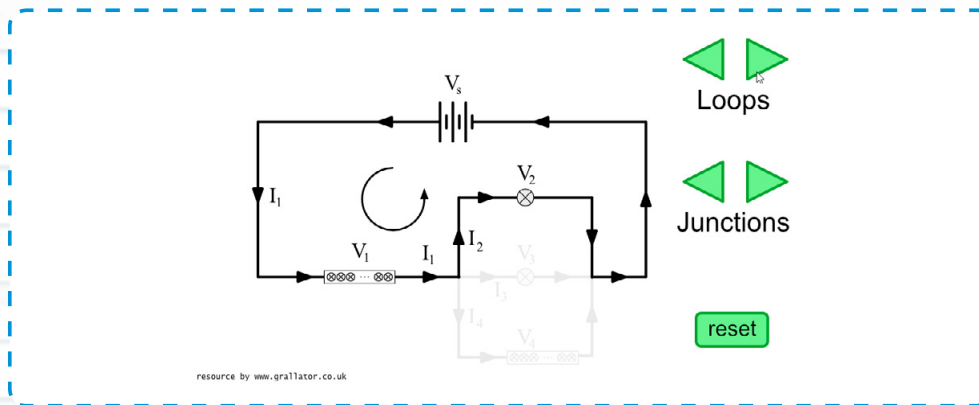 Vs
Loops
I1
V2
Junctions
V1
I1
I2
V3
I3
I4
V4
reset
resource by www.grallator.co.uk